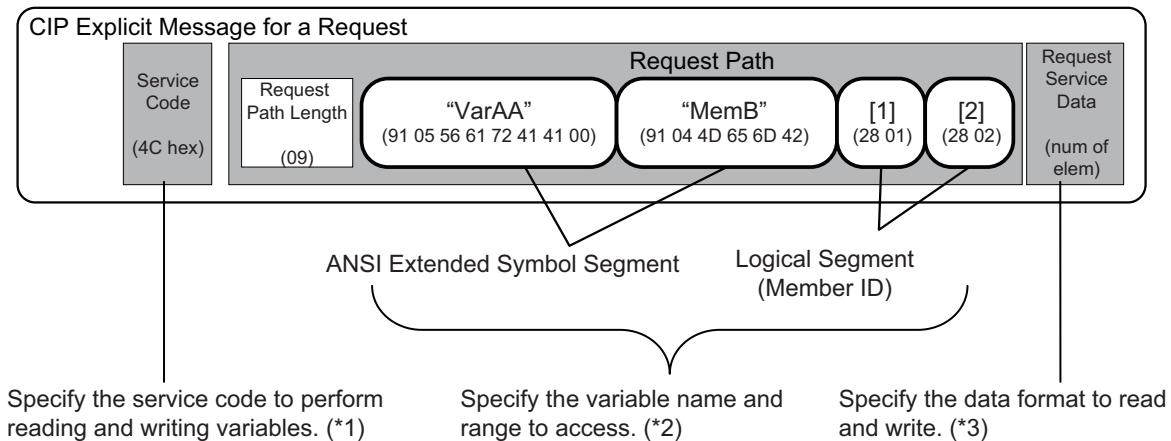 CIP Explicit Message for a Request
Service
Code
(4C hex)
Request Path
Request
Path Length
(09)
“VarAA”
(91 05 56 61 72 41 41 00)
“MemB”
(91 04 4D 65 6D 42)
[1]
(28 01)
[2]
(28 02)
Request
Service
Data
(num of
elem)
ANSI Extended Symbol Segment
Logical Segment
(Member ID)
Specify the service code to perform
reading and writing variables. (*1)
Specify the variable name and
range to access. (*2)
Specify the data format to read
and write. (*3)